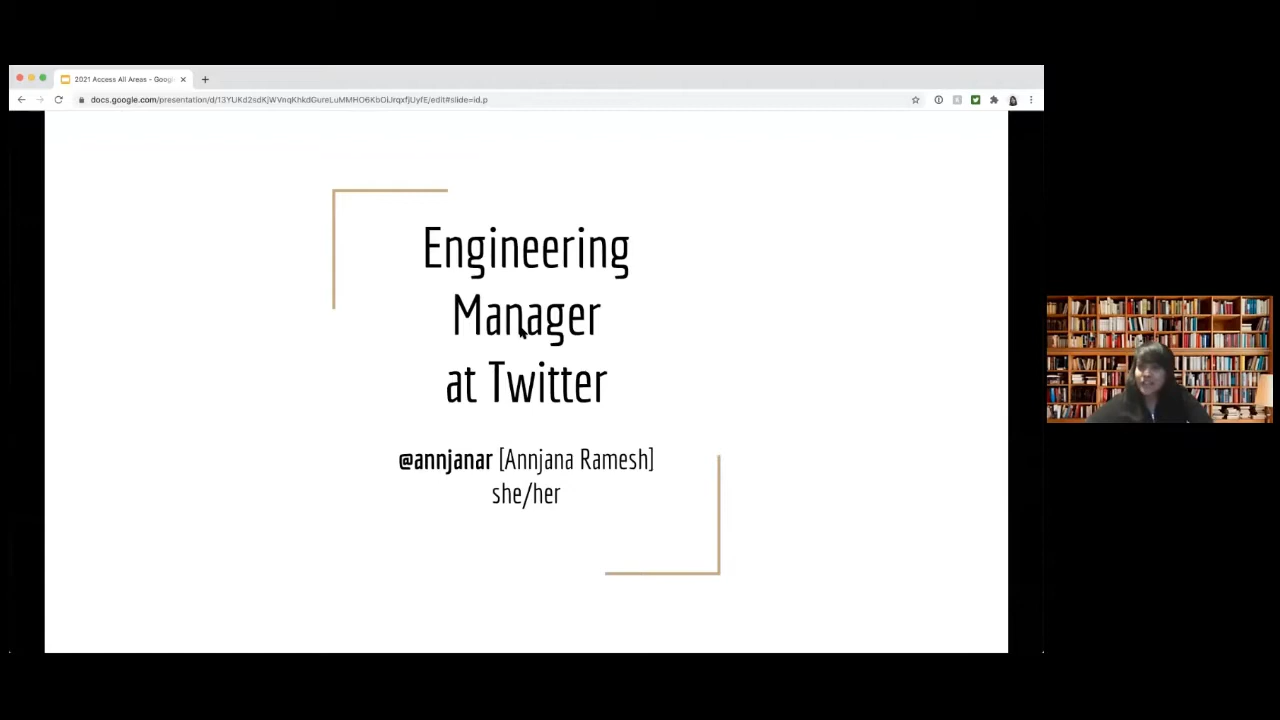 2021 Access All Areas - Goog
docs.google.com/presentation/d/13YUKd2sdKjWVnqKhkdGureLuMMHO6KbOiJrqxfjUyfE/edit#slide=id.p
Engineering
Manager
at Twitter
@annjanar [Annjana Ramesh]
she/her